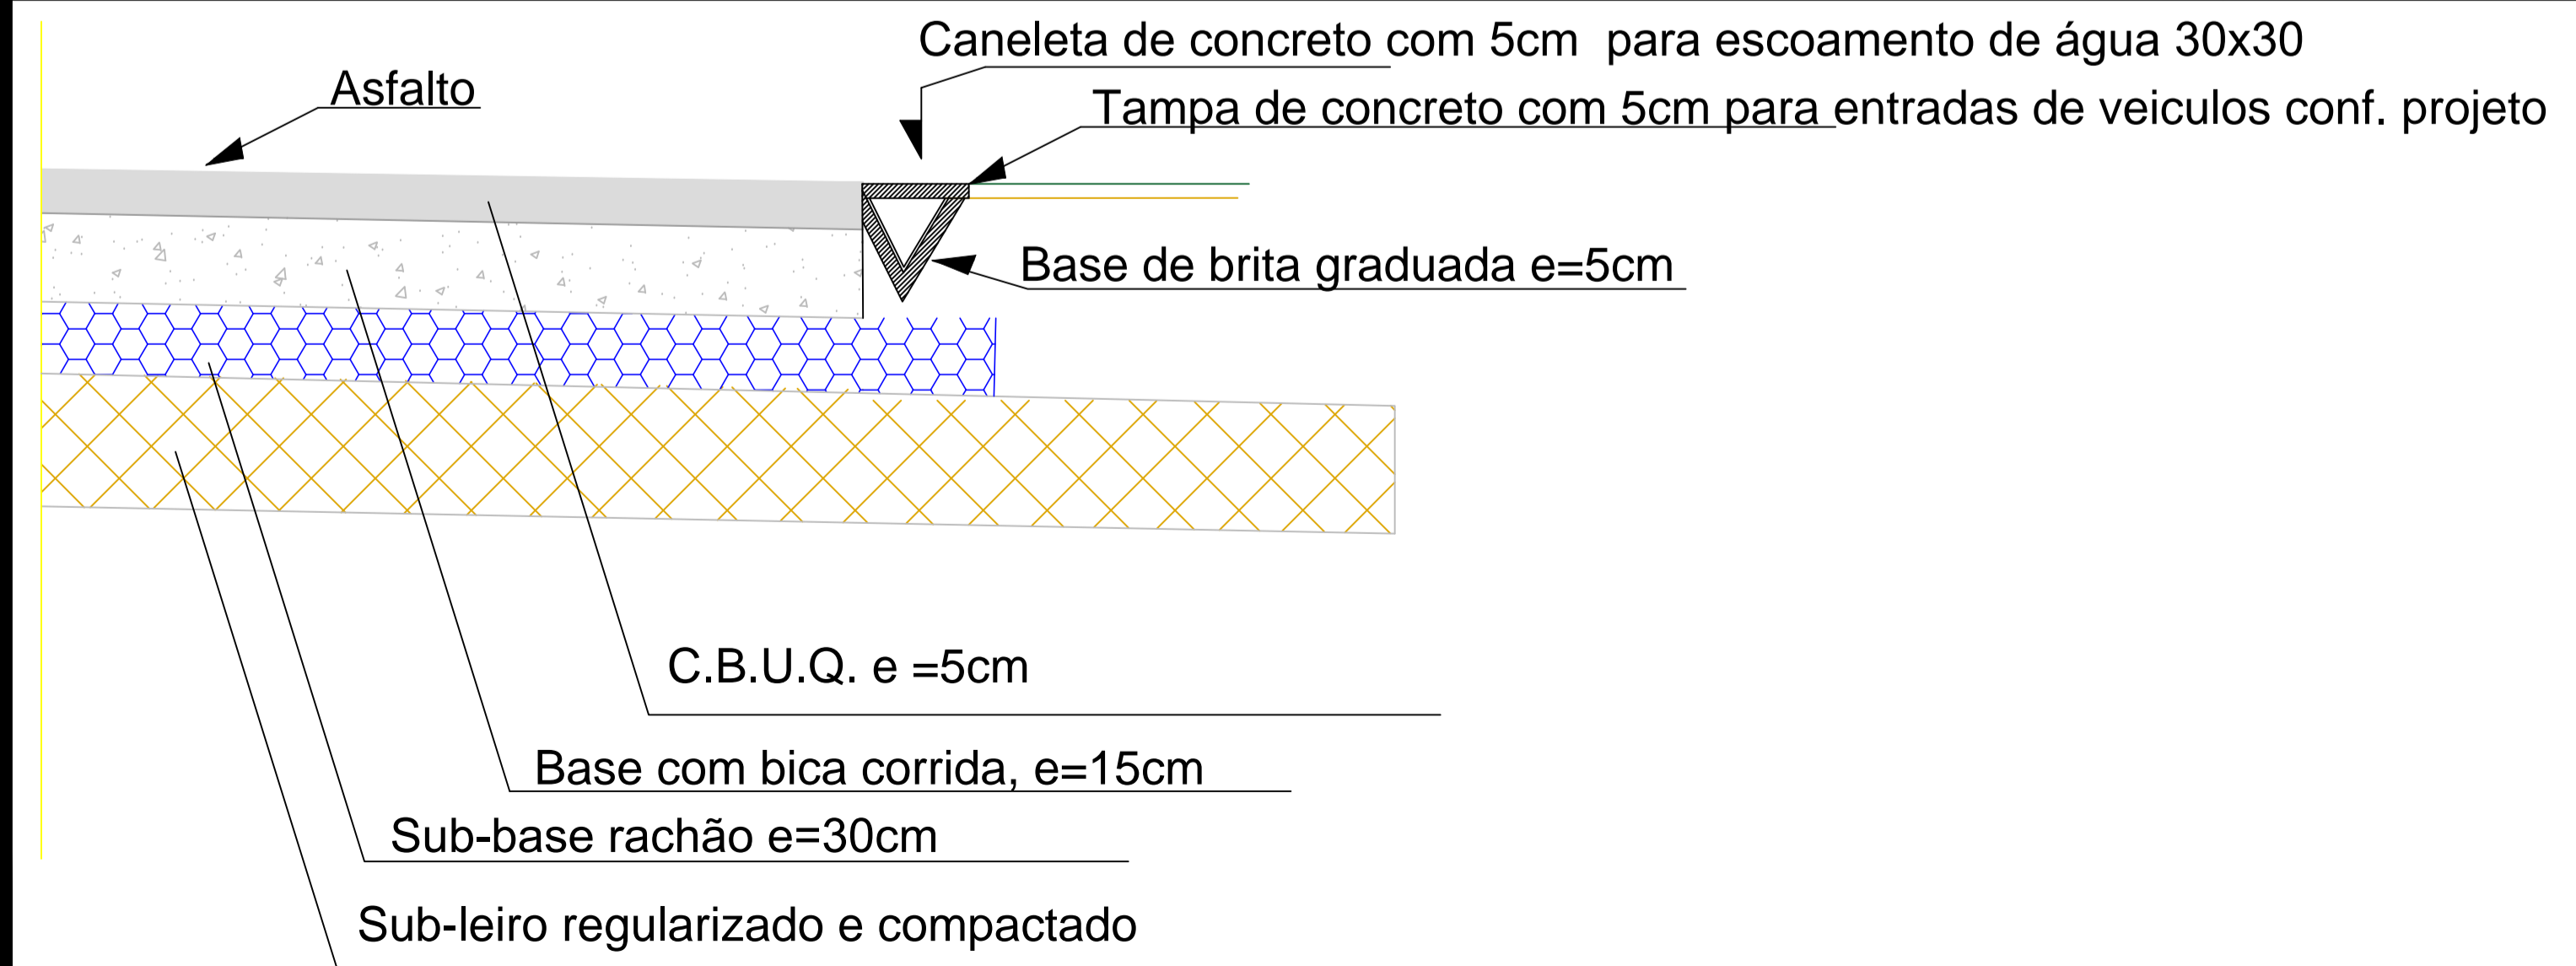 Caneleta de concreto com 5cm  para escoamento de água 30x30
Asfalto
Tampa de concreto com 5cm para entradas de veiculos conf. projeto
Base de brita graduada e=5cm
C.B.U.Q. e =5cm
Base com bica corrida, e=15cm
Sub-base rachão e=30cm
Sub-leiro regularizado e compactado